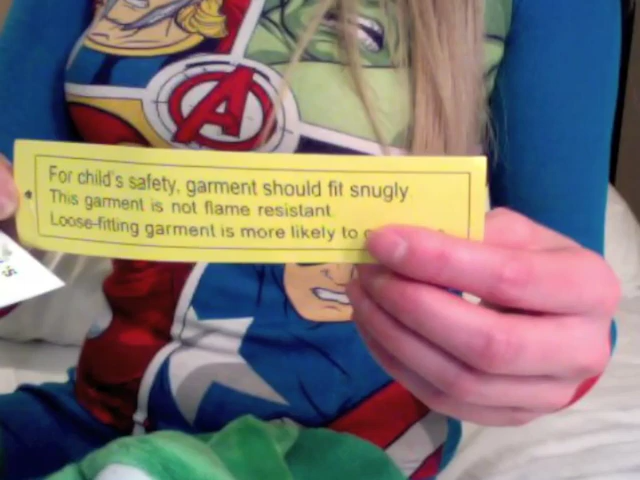 For child's safety, garment should fit snugly
This garment is not flame resistant.
Loose-fitting garment is more likely to